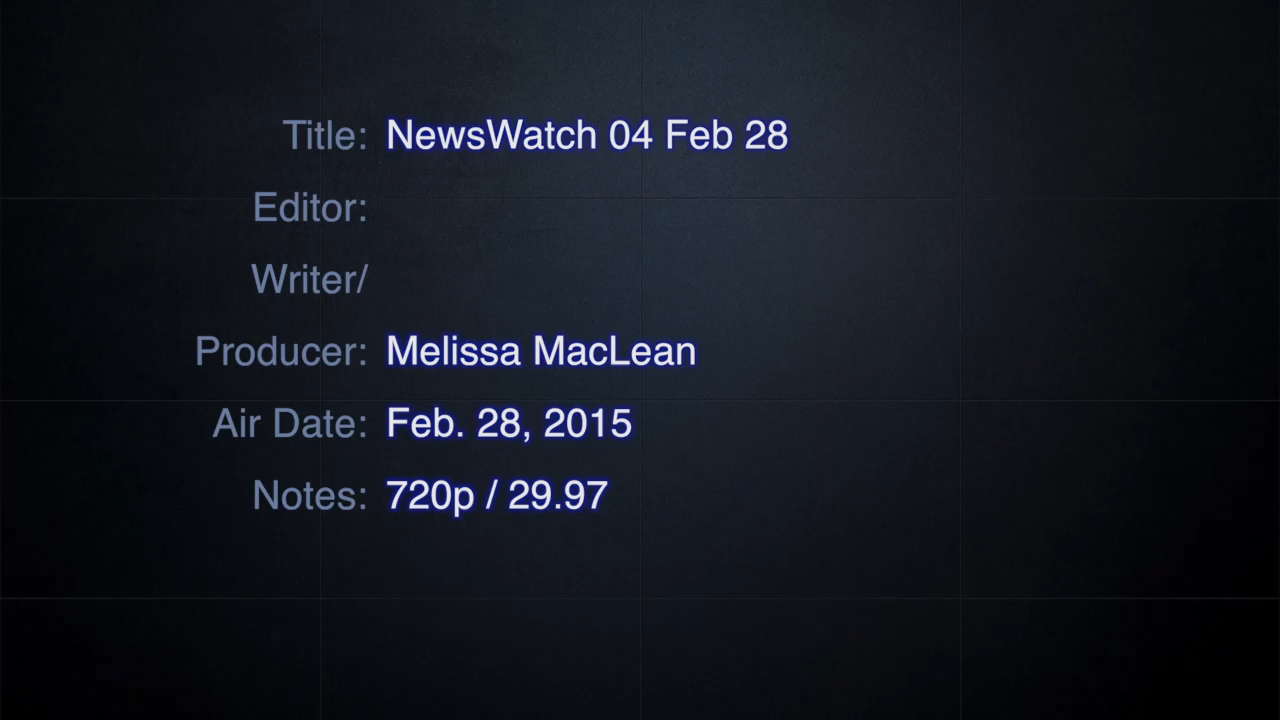 Title: NewsWatch 04 Feb 28
Editor:
Writer/
Producer: Melissa MacLean
Air Date: Feb. 28, 2015
Notes: 720p / 29.97